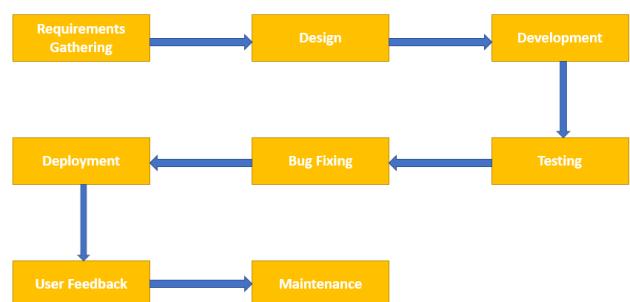 Requirements
Gathering
Design
Development
Testing
Bug Fixing
Deployment
User Feedback
Maintenance